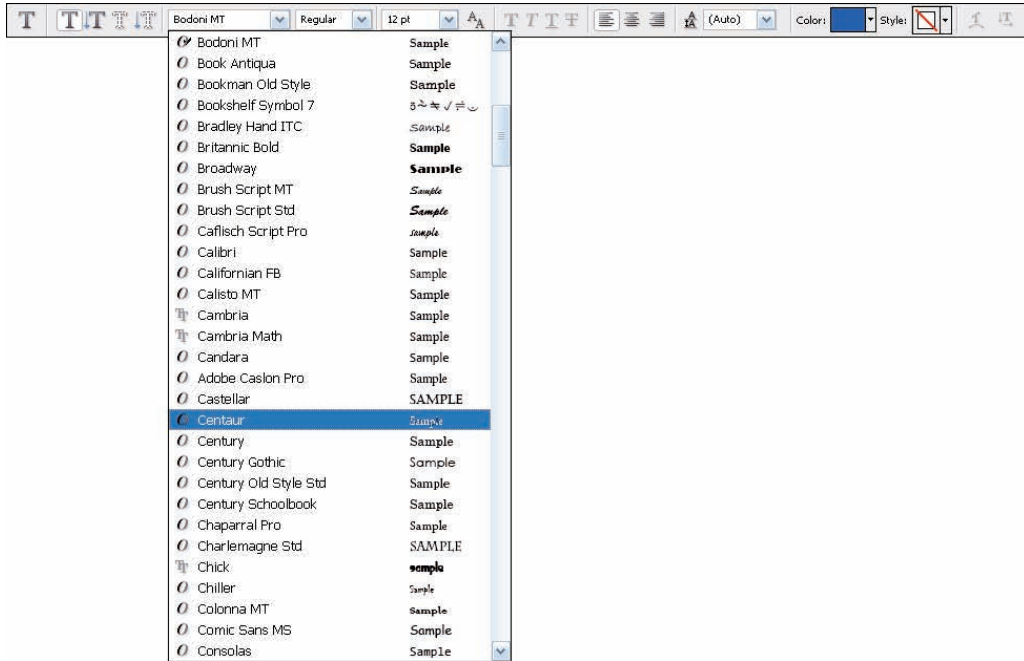 Bodoni MT Regular 12 pt (Auto) Color: Style:
Bodoni MT Sample
Book Antiqua Sample
Bookman Old Style Sample
Bookshelf Symbol 7
Bradley Hand ITC Sample
Britannic Bold Sample
Broadway Sample
Brush Script MT Sample
Brush Script Std Sample
Caflisch Script Pro Sample
Calibri Sample
Californian FB Sample
Calisto MT Sample
Cambria Sample
Cambria Math Sample
Candara Sample
Adobe Caslon Pro Sample
Castellar SAMPLE
Centaur Sample
Century Sample
Century Gothic Sample
Century Old Style Std Sample
Century Schoolbook Sample
Chaparral Pro Sample
Charlemagne Std SAMPLE
Chick sample
Chiller Sample
Colonna MT Sample
Comic Sans MS Sample
Consolas Sample